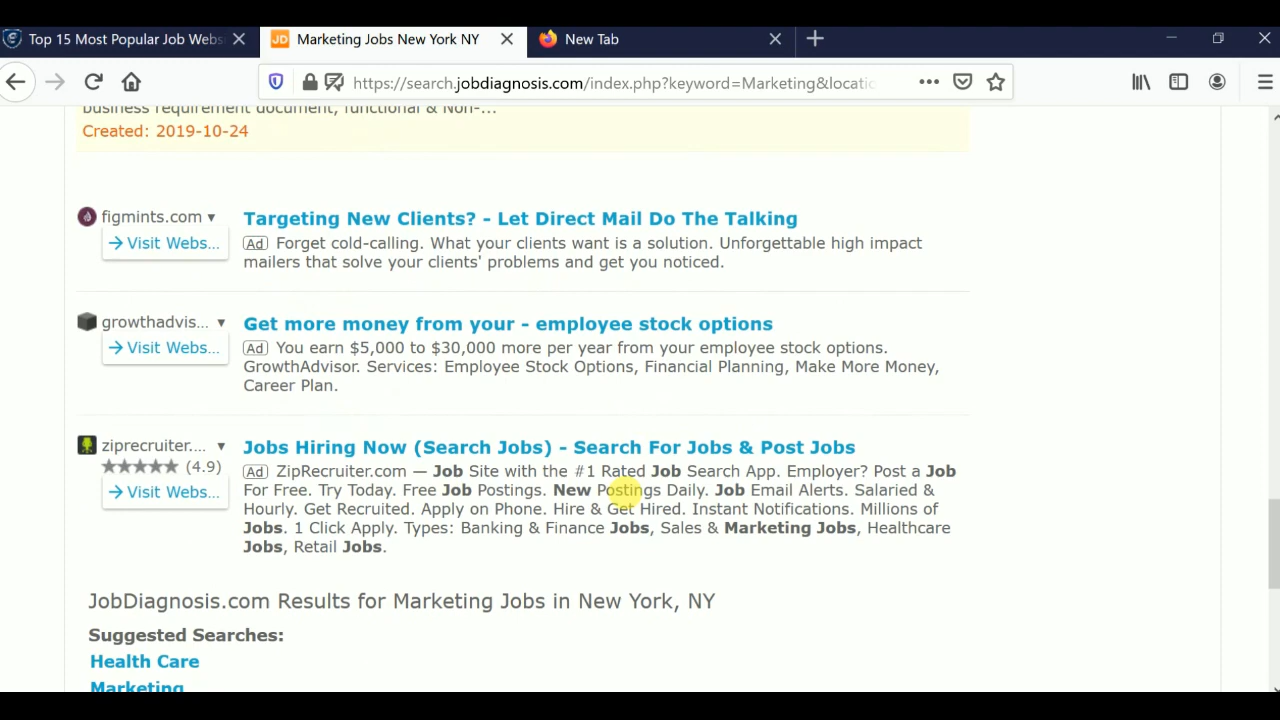 Top 15 Most Popular Job Webs
Marketing Jobs New York NY
New Tab
https://search.jobdiagnosis.com/index.php?keyword=Marketing&locatic
business requirement document, functional & Non-...
Created: 2019-10-24
figmints.com
Visit Webs...
Targeting New Clients? - Let Direct Mail Do The Talking
Ad Forget cold-calling. What your clients want is a solution. Unforgettable high impact
mailers that solve your clients' problems and get you noticed.
growthadvis...
Visit Webs...
Get more money from your - employee stock options
Ad You earn $5,000 to $30,000 more per year from your employee stock options.
GrowthAdvisor. Services: Employee Stock Options, Financial Planning, Make More Money,
Career Plan.
ziprecruiter....
(4.9)
Visit Webs...
Jobs Hiring Now (Search Jobs) - Search For Jobs & Post Jobs
Ad ZipRecruiter.com — Job Site with the #1 Rated Job Search App. Employer? Post a Job
For Free. Try Today. Free Job Postings. New Postings Daily. Job Email Alerts. Salaried &
Hourly. Get Recruited. Apply on Phone. Hire & Get Hired. Instant Notifications. Millions of
Jobs. 1 Click Apply. Types: Banking & Finance Jobs, Sales & Marketing Jobs, Healthcare
Jobs, Retail Jobs.
JobDiagnosis.com Results for Marketing Jobs in New York, NY
Suggested Searches:
Health Care
Marketing